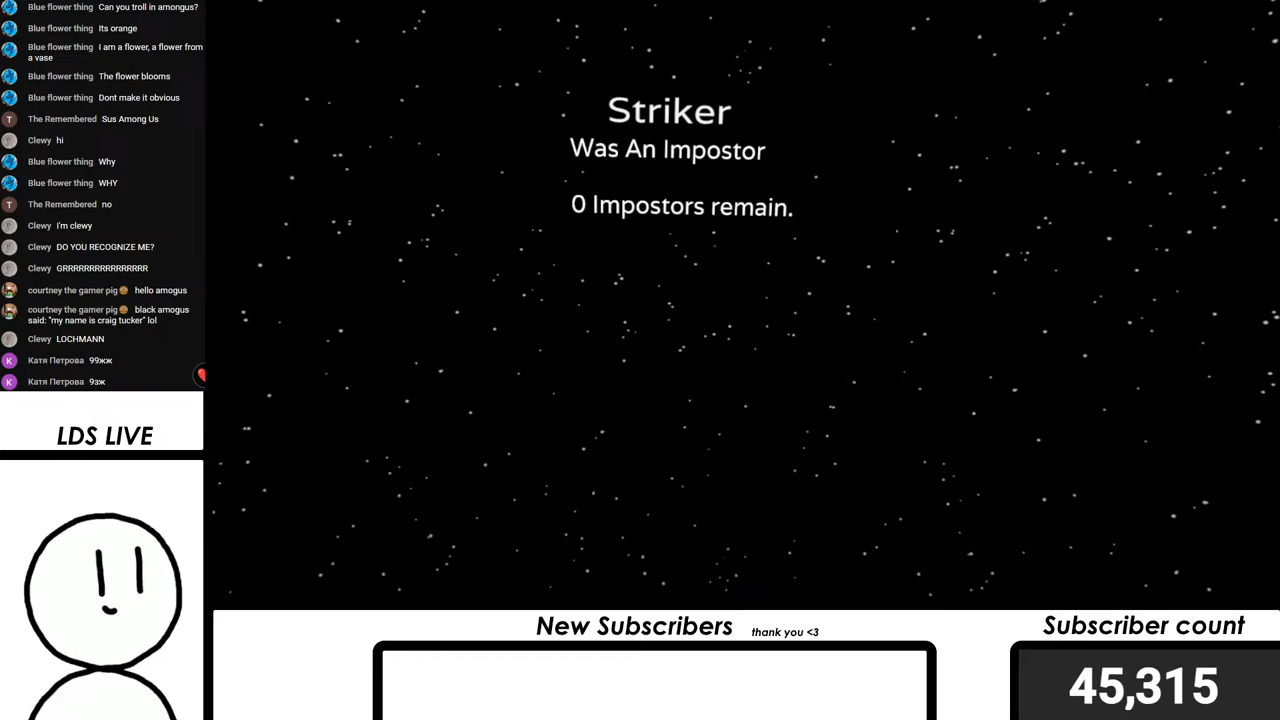 Blue flower thing Can you troll in amongus?
Blue flower thing Its orange
Blue flower thing I am a flower, a flower from
a vase
Blue flower thing The flower blooms
Blue flower thing Dont make it obvious
T The Remembered Sus Among Us
Clewy hi
Blue flower thing Why
Blue flower thing WHY
T The Remembered no
Clewy I'm clewy
Clewy DO YOU RECOGNIZE ME?
Clewy GRRRRRRRRRRRRRRRR
courtney the gamer pig hello amogus
courtney the gamer pig black amogus
said: "my name is craig tucker" lol
Clewy LOCHMANN
К Катя Петрова 99жж
К Катя Петрова 9зж
LDS LIVE
Striker
Was An Impostor
0 Impostors remain.
New Subscribers thank you <3
Subscriber count
45,315